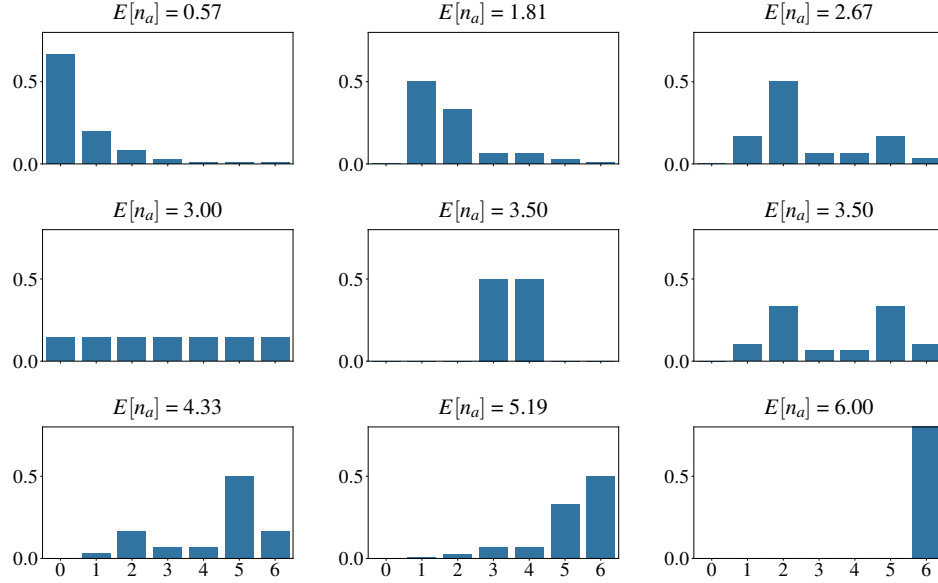 E[n_a] = 0.57
E[n_a] = 1.81
E[n_a] = 2.67
0.5
0.0
0.5
0.0
0.5
0.0
E[n_a] = 3.00
E[n_a] = 3.50
E[n_a] = 3.50
0.5
0.0
0.5
0.0
0.5
0.0
E[n_a] = 4.33
E[n_a] = 5.19
E[n_a] = 6.00
0.5
0.0
0.5
0.0
0.5
0.0
0 1 2 3 4 5 6
0 1 2 3 4 5 6
0 1 2 3 4 5 6